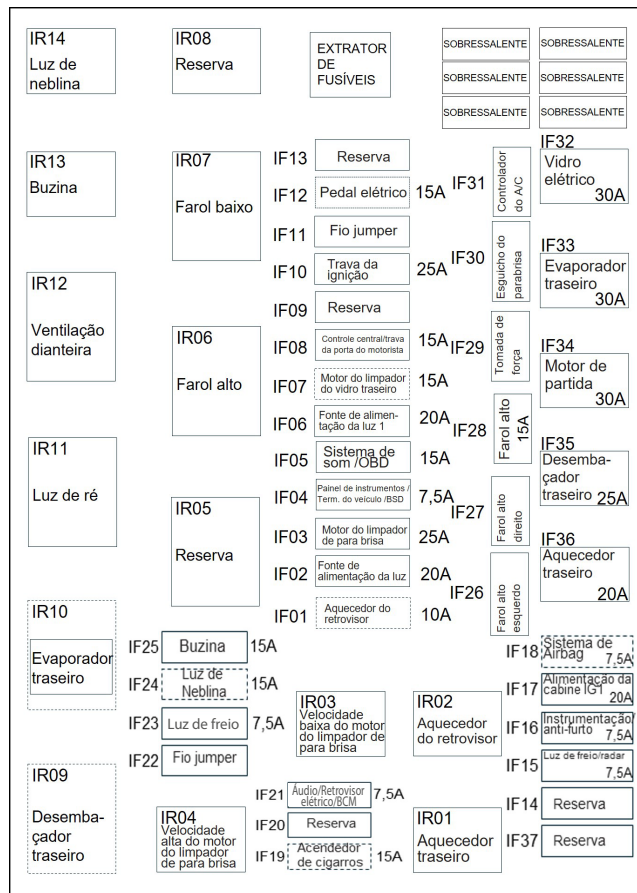 IR14
Luz de
neblina
IR08
Reserva
EXTRATOR
DE
FUSÍVEIS
SOBRESSALENTE
SOBRESSALENTE
SOBRESSALENTE
SOBRESSALENTE
SOBRESSALENTE
SOBRESSALENTE
IR13
Buzina
IR07
Farol baixo
IF13
Reserva
IF12
Pedal elétrico
15A
IF11
Fio jumper
IF10
Trava da
ignição
25A
IF31
Controlador
do A/C
IF32
Vidro
elétrico
30A
IF30
Esguicho do
parabrisa
IF33
Evaporador
traseiro
30A
IR12
Ventilação
dianteira
IR06
Farol alto
IF09
Reserva
IF08
Controle central/trava
da porta do motorista
15A
IF07
Motor do limpador
do vidro traseiro
15A
IF06
Fonte de alimen-
tação da luz 1
20A
IF29
Tomada de
força
IF34
Motor de
partida
30A
IF28
Farol alto
15A
IR11
Luz de ré
IR05
Reserva
IF05
Sistema de
som /OBD
15A
IF04
Painel de instrumentos /
Term. do veículo /BSD
7,5A
IF03
Motor do limpador
de para brisa
25A
IF02
Fonte de
alimentação da luz
20A
IF01
Aquecedor do
retrovisor
10A
IF27
Farol alto
direito
IF35
Desemba-
çador
traseiro
25A
IF26
Farol alto
esquerdo
IF36
Aquecedor
traseiro
20A
IR10
Evaporador
traseiro
IF25
Buzina
15A
IF24
Luz de
Neblina
15A
IF23
Luz de freio
7,5A
IF22
Fio jumper
IR03
Velocidade
baixa do motor
do limpador de
para brisa
IR02
Aquecedor
do retrovisor
IF18
Sistema de
Airbag
7,5A
IF17
Alimentação da
cabine IG1
20A
IF16
Instrumentação/
anti-furto
7,5A
IF15
Luz de freio/radar
7,5A
IR09
Desemba-
çador
traseiro
IR04
Velocidade
alta do motor
do limpador
de para brisa
IF21
Áudio/Retrovisor
elétrico/BCM
7,5A
IF20
Reserva
IF19
Acendedor
de cigarros
15A
IR01
Aquecedor
traseiro
IF14
Reserva
IF37
Reserva